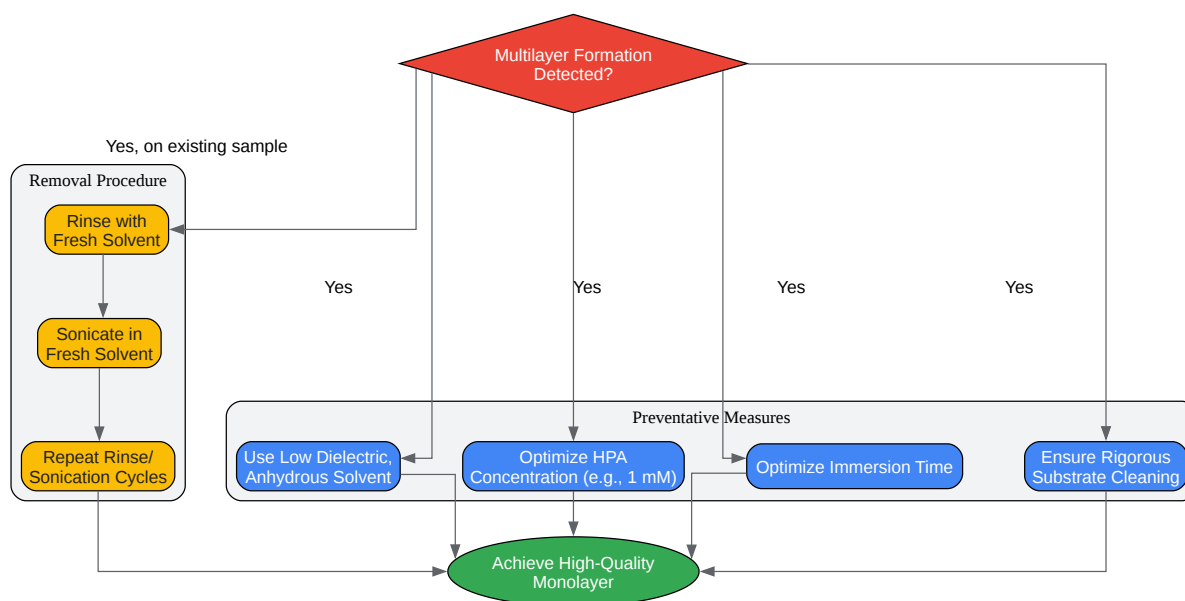 Multilayer Formation
Detected?
Yes, on existing sample
Removal Procedure
Rinse with
Fresh Solvent
Sonicate in
Fresh Solvent
Repeat Rinse/
Sonication Cycles
Yes
Yes
Yes
Yes
Preventative Measures
Use Low Dielectric,
Anhydrous Solvent
Optimize HPA
Concentration (e.g., 1 mM)
Optimize Immersion Time
Ensure Rigorous
Substrate Cleaning
Achieve High-Quality
Monolayer